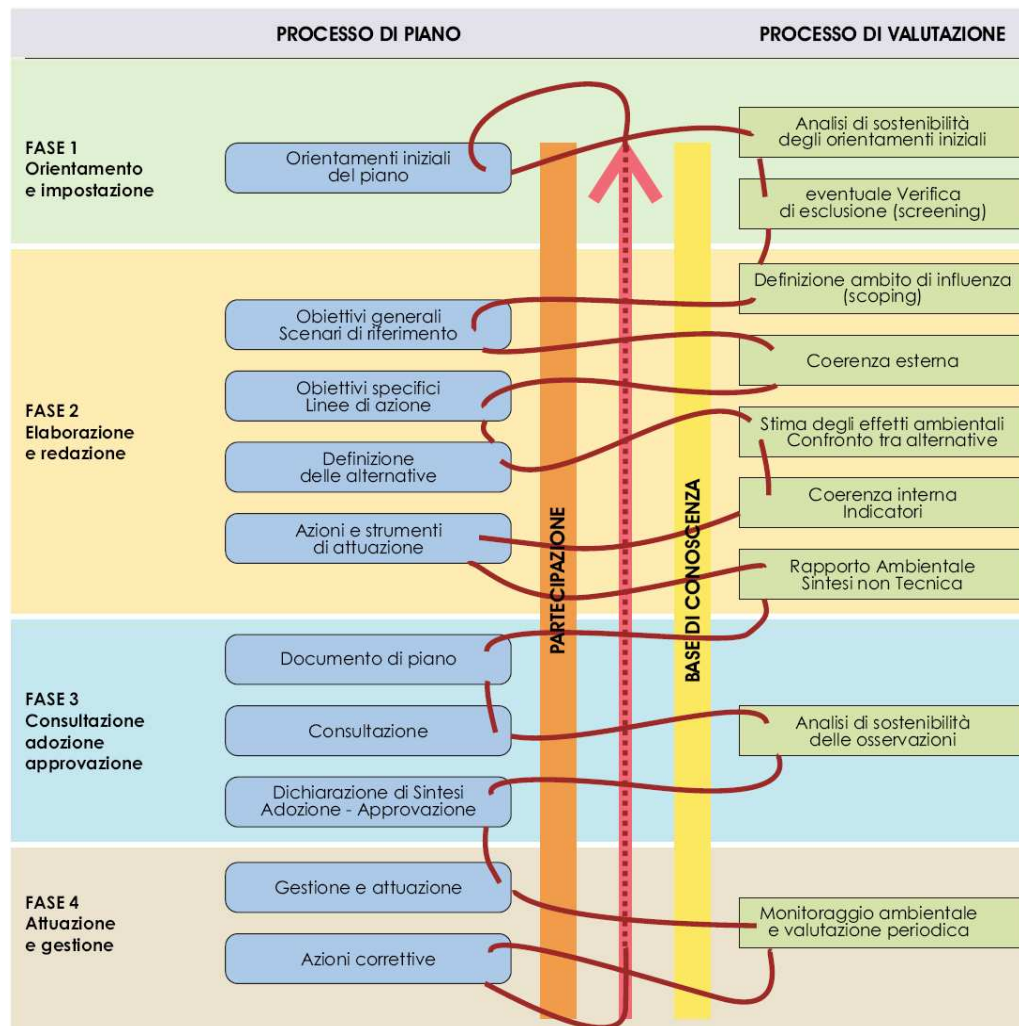 PROCESSO DI PIANO
PROCESSO DI VALUTAZIONE
FASE 1
Orientamento
e impostazione
Orientamenti iniziali
del piano
Analisi di sostenibilità
degli orientamenti iniziali
eventuale Verifica
di esclusione (screening)
FASE 2
Elaborazione
e redazione
Obiettivi generali
Scenari di riferimento
Obiettivi specifici
Linee di azione
Definizione
delle alternative
Azioni e strumenti
di attuazione
Definizione ambito di influenza
(scoping)
Coerenza esterna
Stima degli effetti ambientali
Confronto tra alternative
Coerenza interna
Indicatori
Rapporto Ambientale
Sintesi non Tecnica
PARTECIPAZIONE
BASE DI CONOSCENZA
FASE 3
Consultazione
adozione
approvazione
Documento di piano
Consultazione
Dichiarazione di Sintesi
Adozione - Approvazione
Analisi di sostenibilità
delle osservazioni
FASE 4
Attuazione
e gestione
Gestione e attuazione
Azioni correttive
Monitoraggio ambientale
e valutazione periodica